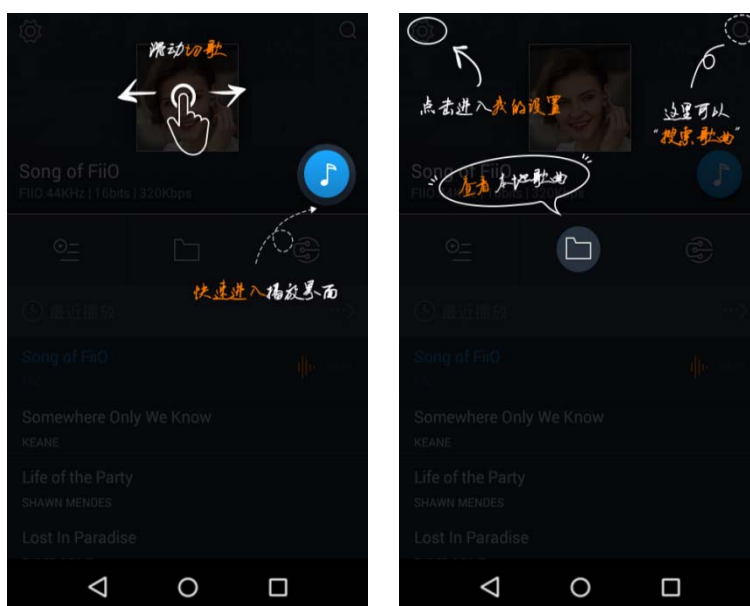 滑动切歌
Song of FiiO
FIIO.44KHz | 16bits | 320Kbps
快速进入播放界面
最近播放
Song of FiiO
FIIO
Somewhere Only We Know
KEANE
Life of the Party
SHAWN MENDES
Lost In Paradise
点击进入我的设置
这里可以
"搜索歌曲"
Song of FiiO
查看本地歌曲
最近播放
Song of FiiO
FIIO
Somewhere Only We Know
KEANE
Life of the Party
SHAWN MENDES
Lost In Paradise